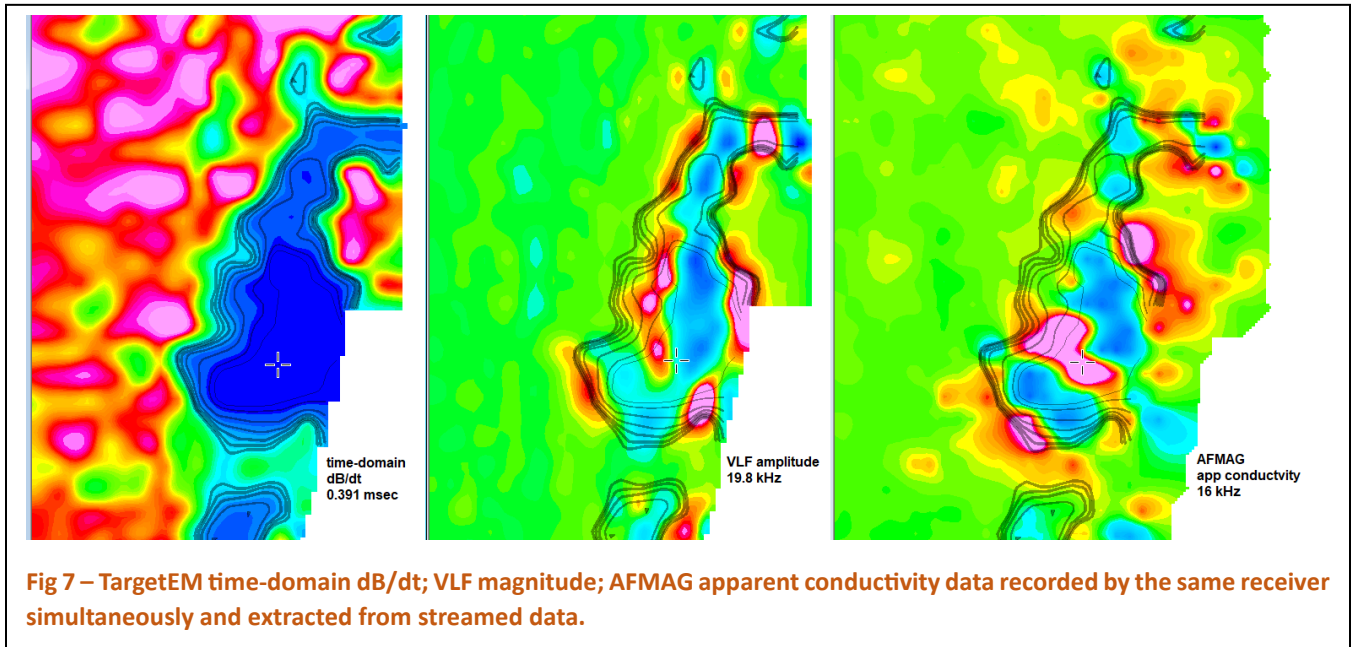 time-domain
dB/dt
0.391 msec
VLF amplitude
19.8 kHz
AFMAG
app conductvity
16 kHz
Fig 7 – TargetEM time-domain dB/dt; VLF magnitude; AFMAG apparent conductivity data recorded by the same receiver
simultaneously and extracted from streamed data.